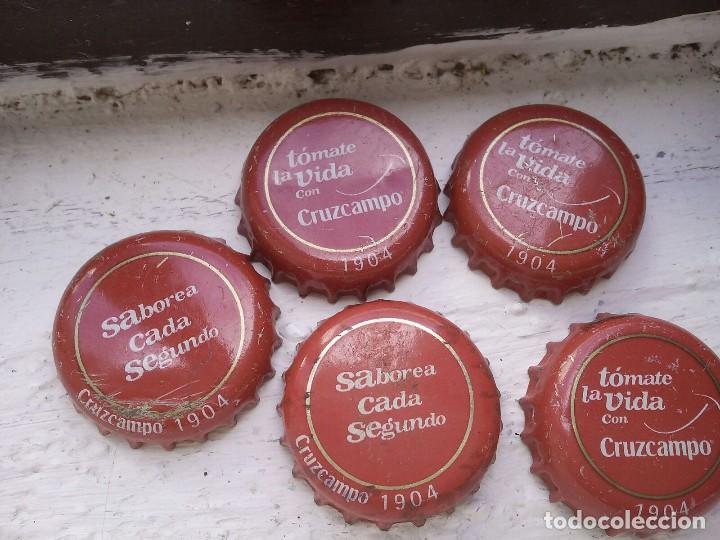 tómate
la vida
con
Cruzcampo
1904
tómate
la vida
con
Cruzcampo
1904
saborea
cada
segundo
Cruzcampo 1904
saborea
cada
segundo
Cruzcampo 1904
tómate
la vida
con
Cruzcampo
1904
todocoleccion